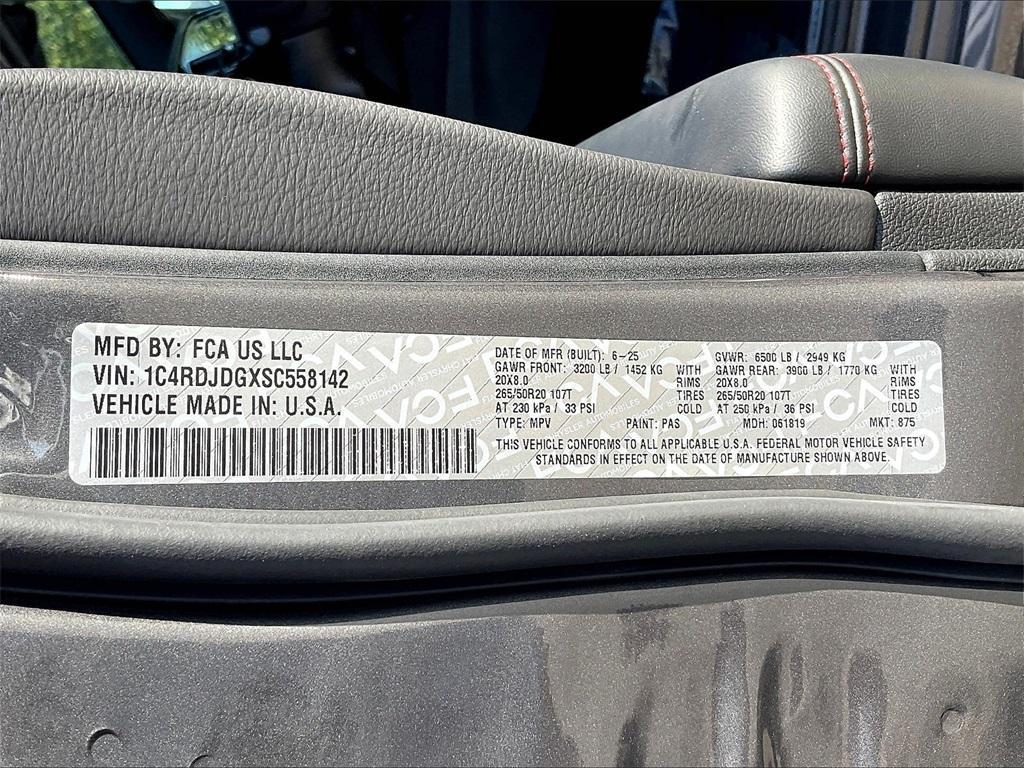 MFD BY: FCA US LLC
VIN: 1C4RDJDGXSC558142
VEHICLE MADE IN: U.S.A.
DATE OF MFR (BUILT): 6-25 GVWR: 6500 LB / 2949 KG
GAWR FRONT: 3200 LB / 1452 KG WITH GAWR REAR: 3900 LB / 1770 KG WITH
20X8.0 RIMS 20X8.0 RIMS
265/50R20 107T TIRES 265/50R20 107T TIRES
AT 230 kPa / 33 PSI COLD AT 250 kPa / 36 PSI COLD
TYPE: MPV PAINT: PAS MDH: 061819 MKT: 875
THIS VEHICLE CONFORMS TO ALL APPLICABLE U.S.A. FEDERAL MOTOR VEHICLE SAFETY
STANDARDS IN EFFECT ON THE DATE OF MANUFACTURE SHOWN ABOVE.